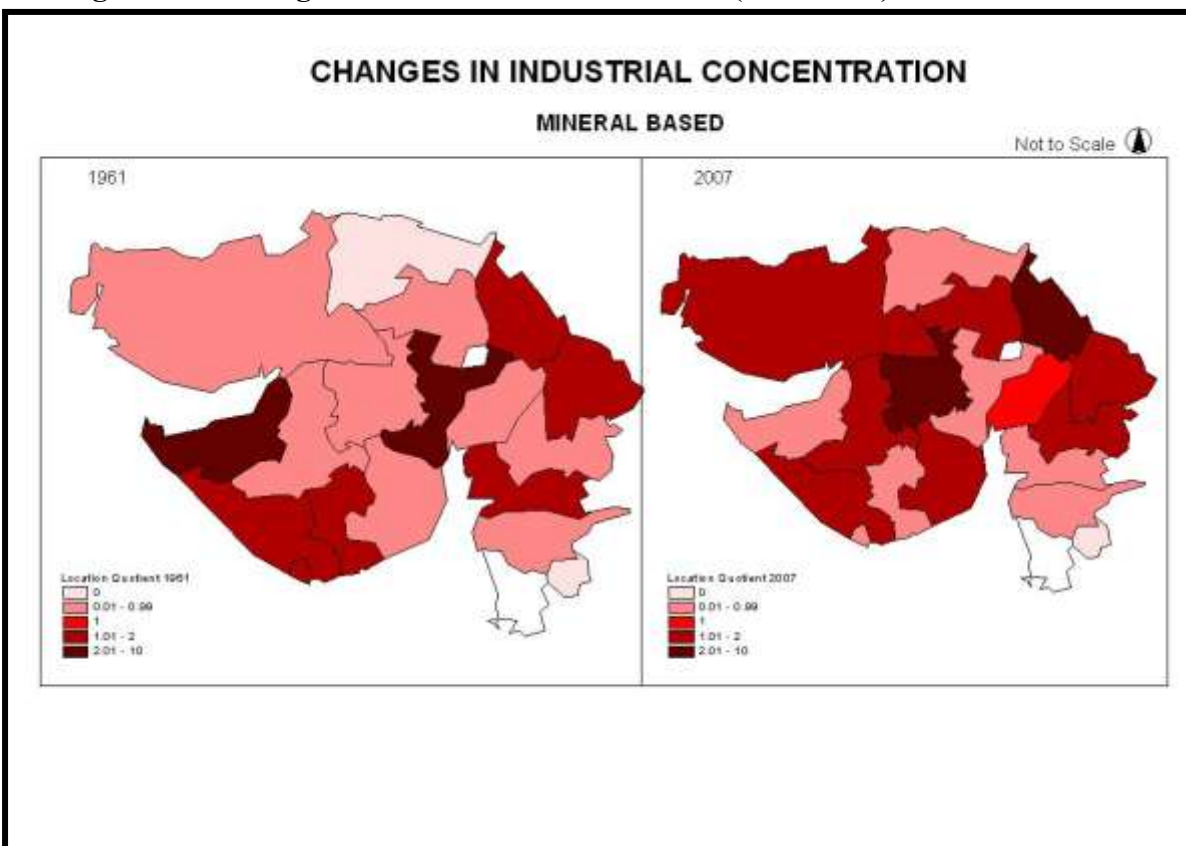 CHANGES IN INDUSTRIAL CONCENTRATION
MINERAL BASED
Not to Scale
1961
2007
Location Quotient 1961
0
0.01 - 0.99
1
1.01 - 2
2.01 - 10
Location Quotient 2007
0
0.01 - 0.99
1
1.01 - 2
2.01 - 10